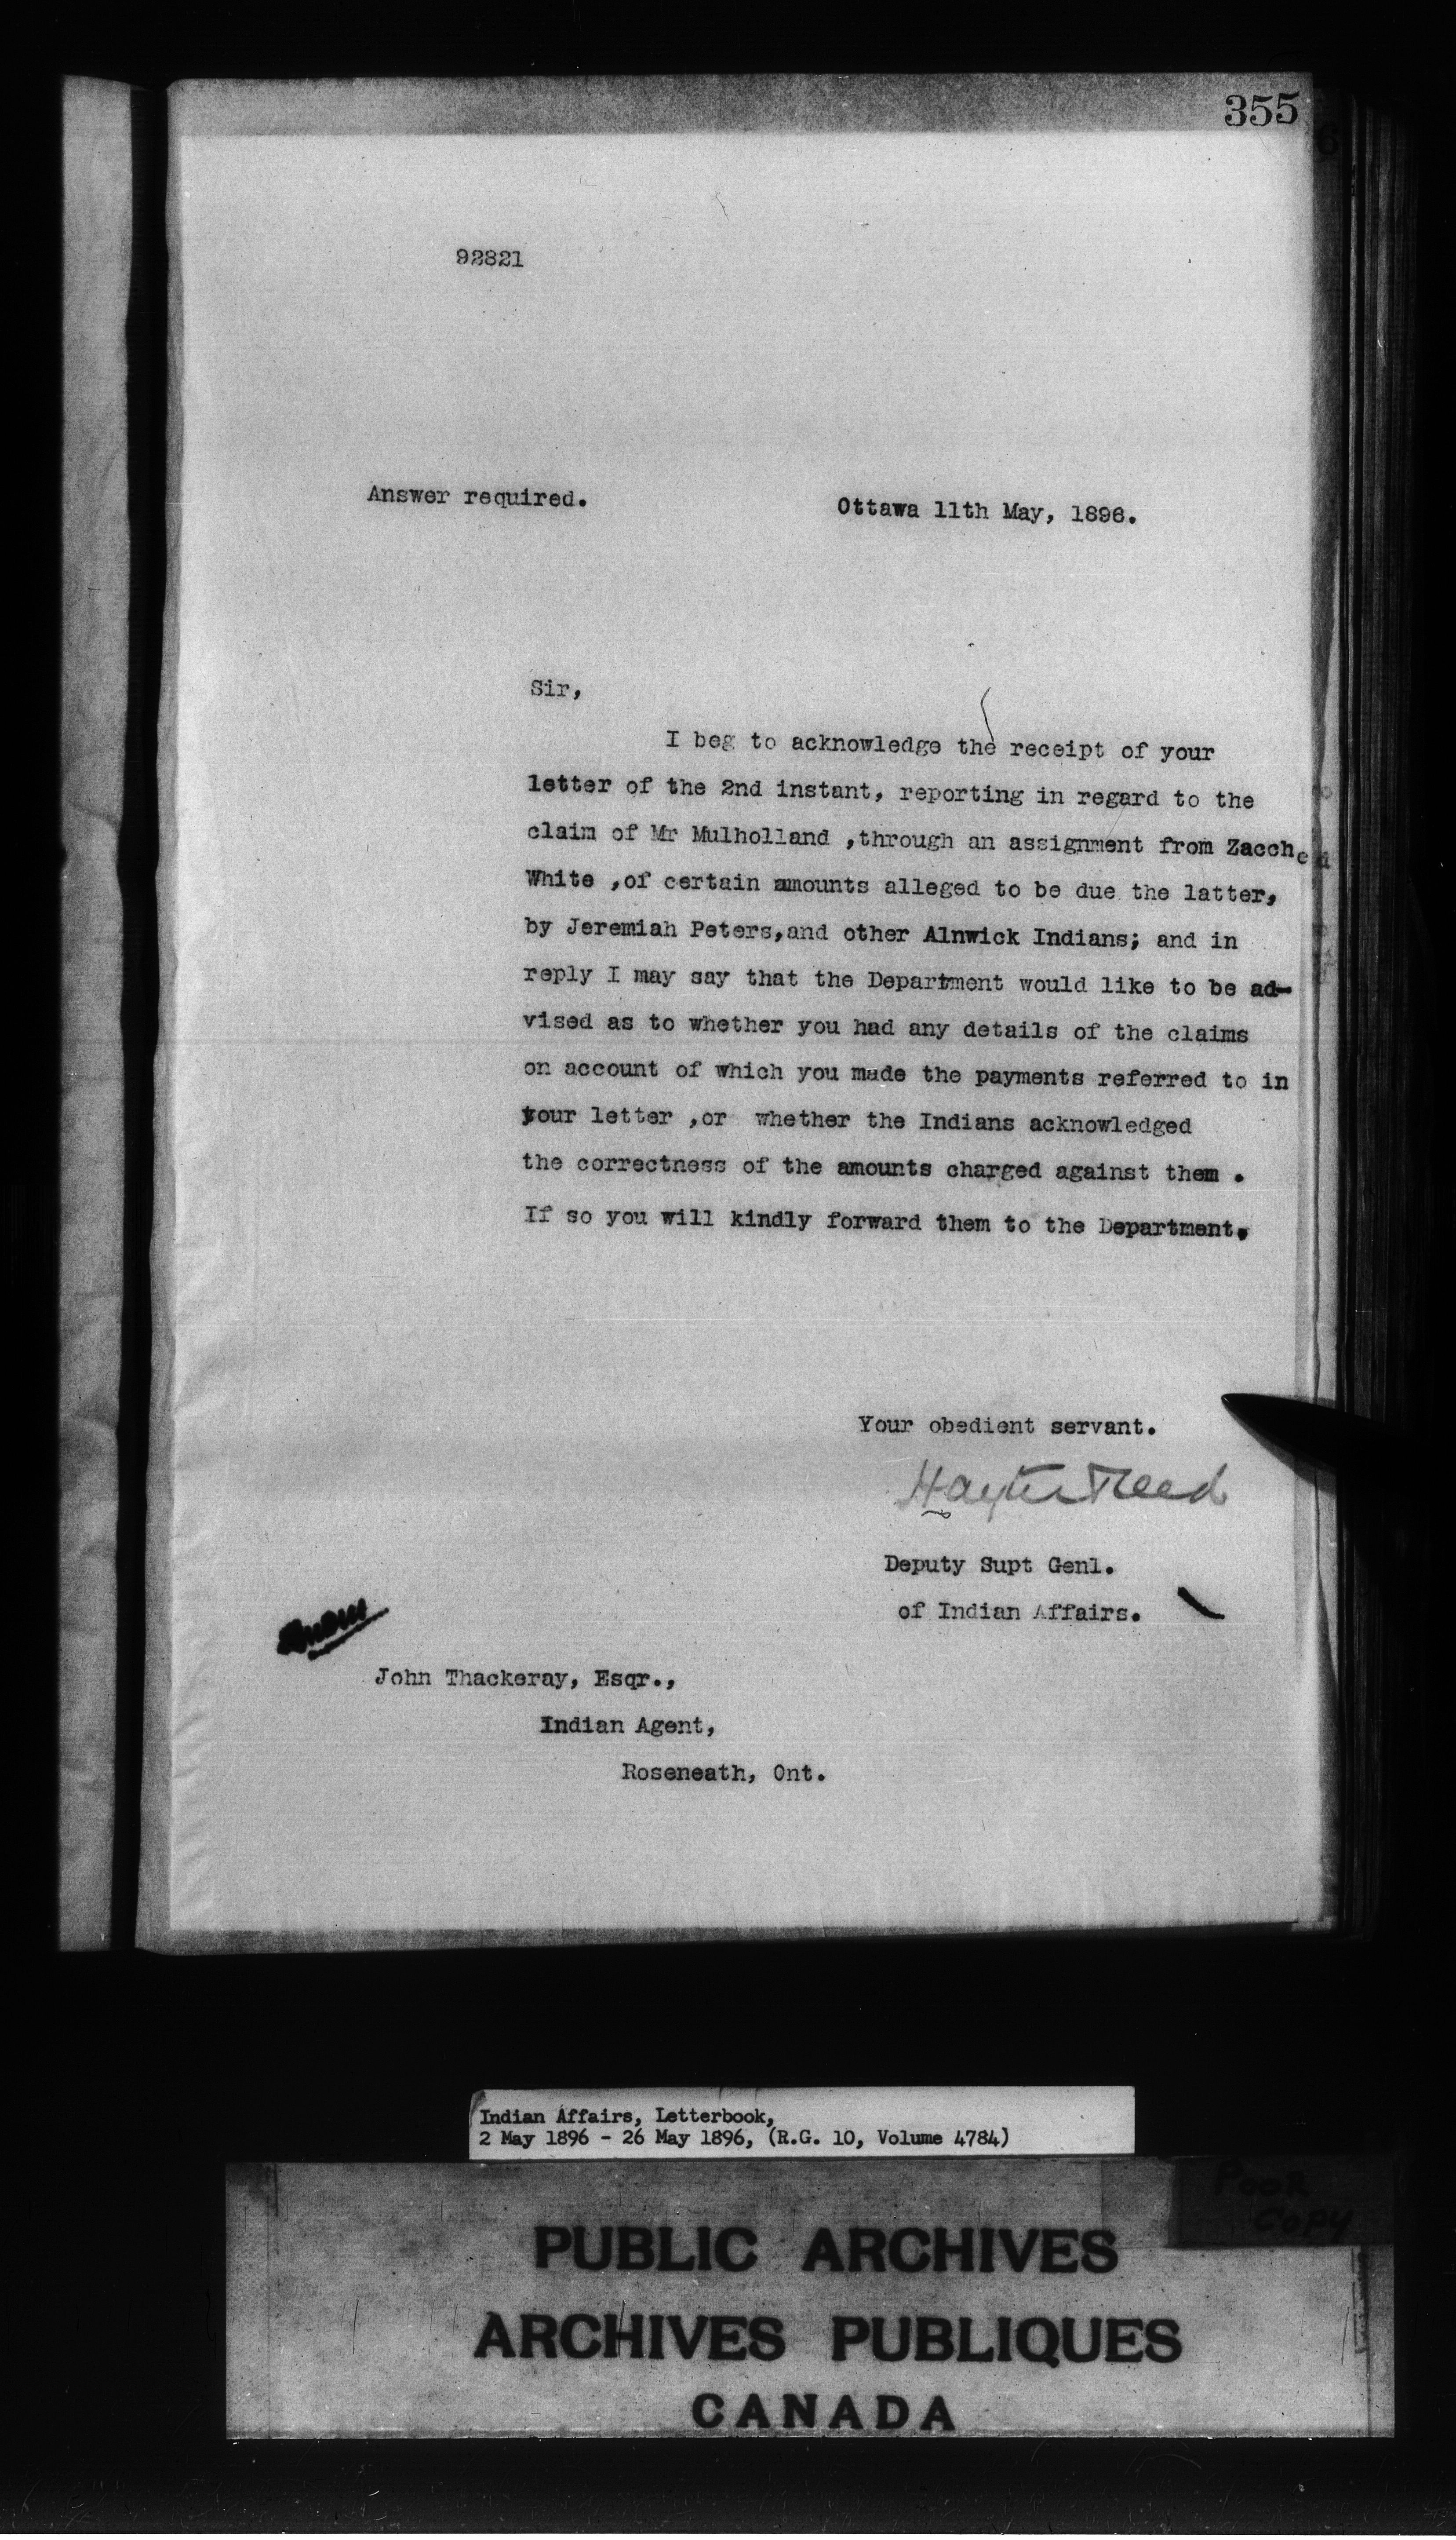 355
92821
Answer required.
Ottawa 11th May, 1896.
Sir,
I beg to acknowledge the receipt of your
letter of the 2nd instant, reporting in regard to the
claim of Mr Mulholland ,through an assignment from Zacche
White ,of certain amounts alleged to be due the latter,
by Jeremiah Peters,and other Alnwick Indians; and in
reply I may say that the Department would like to be ad-
vised as to whether you had any details of the claims
on account of which you made the payments referred to in
your letter ,or whether the Indians acknowledged
the correctness of the amounts charged against them .
If so you will kindly forward them to the Department.
Your obedient servant.
Hayter Reed
Deputy Supt Genl.
of Indian Affairs.
John Thackeray, Esqr.,
Indian Agent,
Roseneath, Ont.
Indian Affairs, Letterbook,
2 May 1896 - 26 May 1896, (R.G. 10, Volume 4784)
POOR
COPY
PUBLIC ARCHIVES
ARCHIVES PUBLIQUES
CANADA